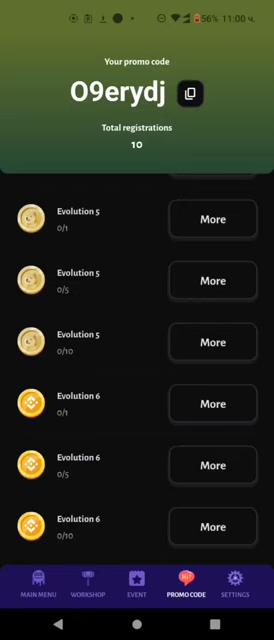 56% 11:00 ч.
Your promo code
O9erydj
Total registrations
10
Evolution 5
0/1
More
Evolution 5
0/5
More
Evolution 5
0/10
More
Evolution 6
0/1
More
Evolution 6
0/5
More
Evolution 6
0/10
More
MAIN MENU WORKSHOP EVENT PROMO CODE SETTINGS